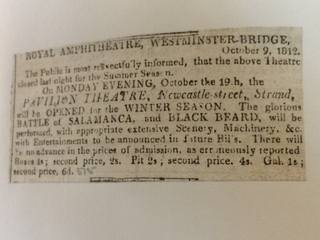 ROYAL AMPHITHEATRE, WESTMINSTER-BRIDGE,
October 9, 1812.
The Public is most respectfully informed, that the above Theatre
closed last night for the Summer Season.
On MONDAY EVENING, October the 19.h, the
PAVILION THEATRE, Newcastle-street, Strand,
will be OPENED for the WINTER SEASON. The glorious
BATTLE of SALAMANCA, and BLACK BEARD, will be
performed, with appropriate extensive Scenery, Machinery, &c.
with Entertainments to be announced in future Bills. There will
be no advance in the prices of admission, as erroneously reported
Boxes 4s; second price, 2s. Pit 2s; second price. 4s. Gal. 1s;
second price, 6d.